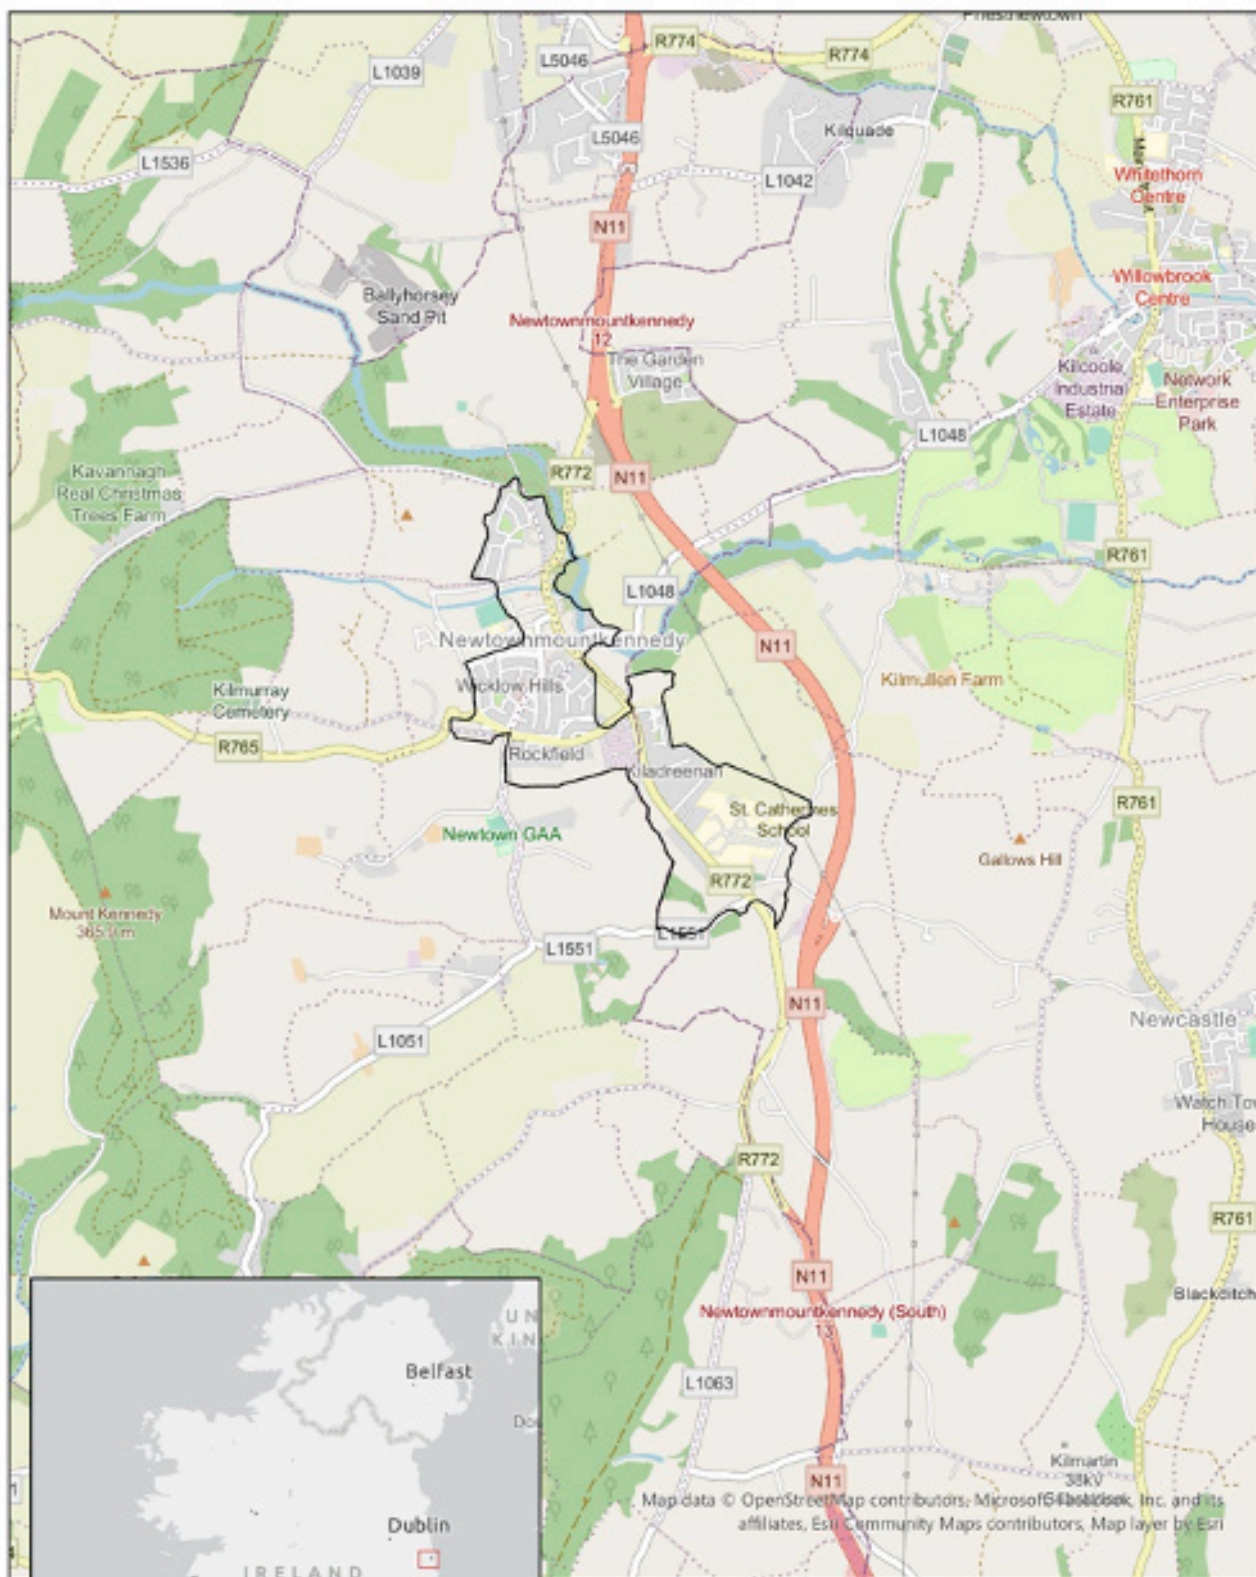 Priestnewtown
R774
L5046
R774
L1039
R761
L5046
Kilquade
L1536
L1042
Whitethorn
Centre
N11
Willowbrook
Centre
Ballyhorsey
Sand Pit
Newtownmountkennedy
12
The Garden
Village
Kilcoole
Industrial
Estate
Network
Enterprise
Park
L1048
Kavannagh
Real Christmas
Trees Farm
R772
N11
R761
L1048
Newtownmountkennedy
N11
Wicklow Hills
Kilmurray
Cemetery
Kilmullen Farm
R765
Rockfield
Kiladreenan
R761
St. Catherines
School
Newtown GAA
Gallows Hill
R772
Mount Kennedy
365.9 m
L1551
L1551
N11
Newcastle
L1051
Watch Tow
House
R772
R761
N11
Blackditch
Newtownmountkennedy (South)
UN
KIN
Belfast
L1063
Dou
Kilmartin
38kV
N11
Map data © OpenStreetMap contributors, Microsoft, Facebook, Inc. and its
affiliates, Esri Community Maps contributors, Map layer by Esri
Dublin
IRELAND